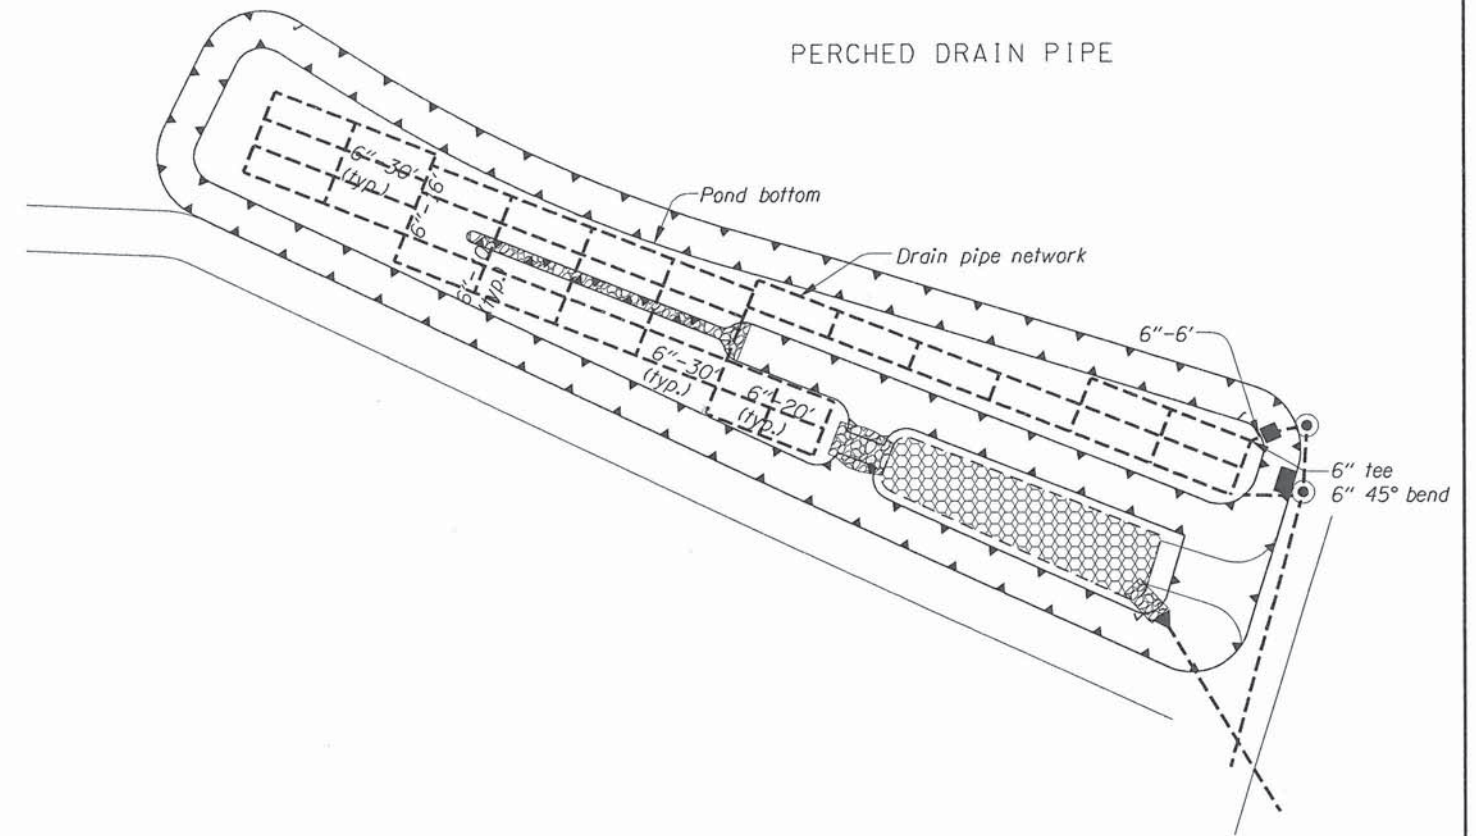 PERCHED DRAIN PIPE
Pond bottom
Drain pipe network
6"-30'
(typ.)
6"-6'
(typ.)
6"-30'
(typ.)
6"-20'
(typ.)
6"-6'
6" tee
6" 45° bend